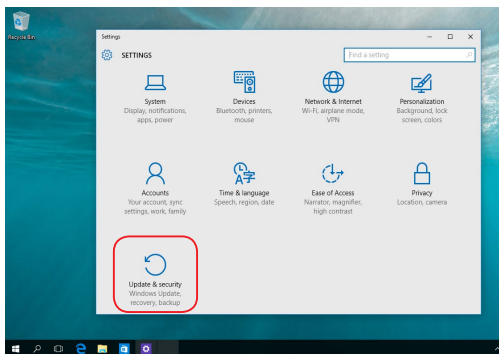 Recycle Bin
Settings
SETTINGS
Find a setting
System
Display, notifications,
apps, power
Devices
Bluetooth, printers,
mouse
Network & Internet
Wi-Fi, airplane mode,
VPN
Personalization
Background, lock
screen, colors
Accounts
Your account, sync
settings, work, family
Time & language
Speech, region, date
Ease of Access
Narrator, magnifier,
high contrast
Privacy
Location, camera
Update & security
Windows Update,
recovery, backup